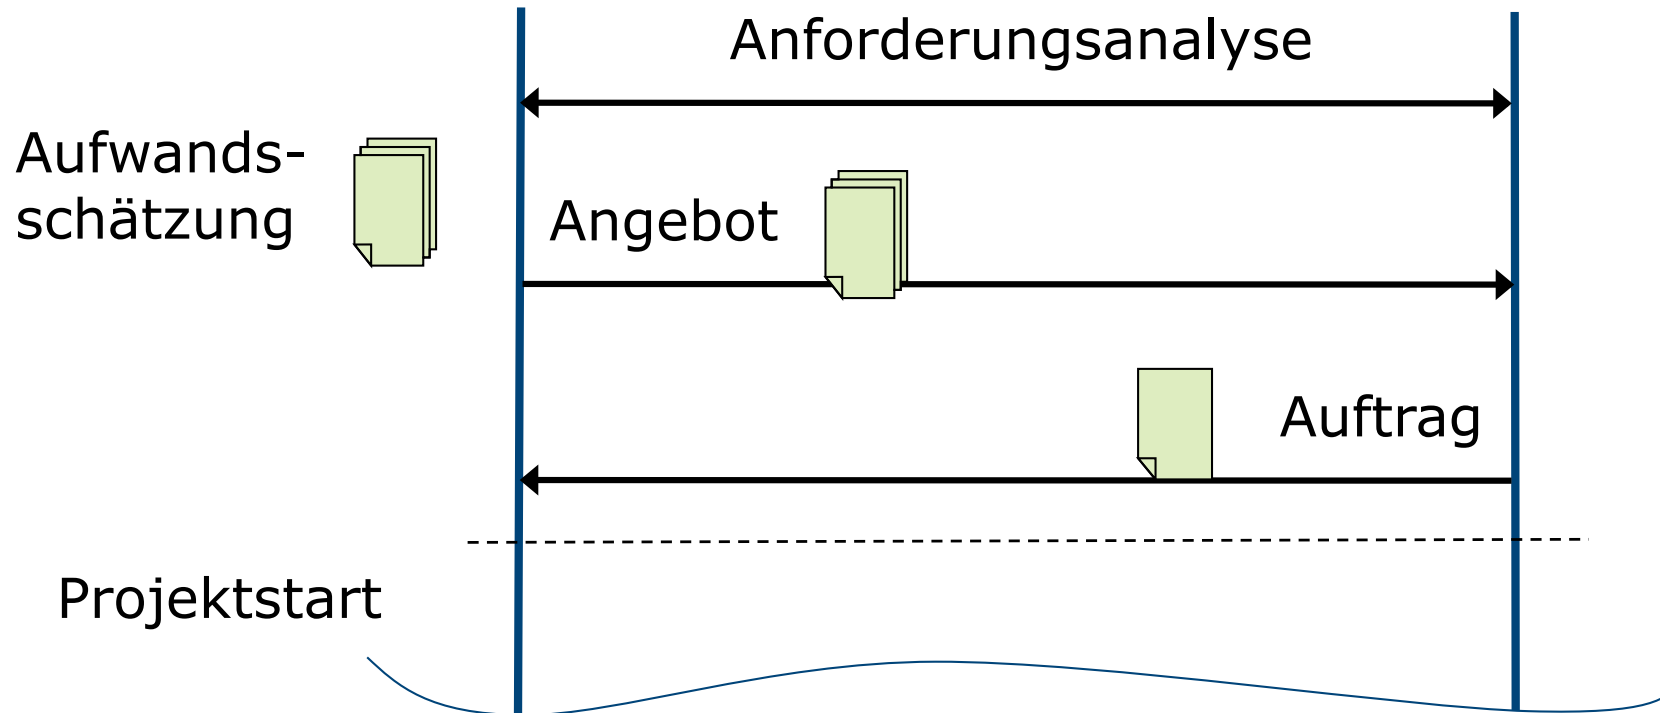 Anforderungsanalyse
Aufwands-
schätzung
Angebot
Auftrag
Projektstart